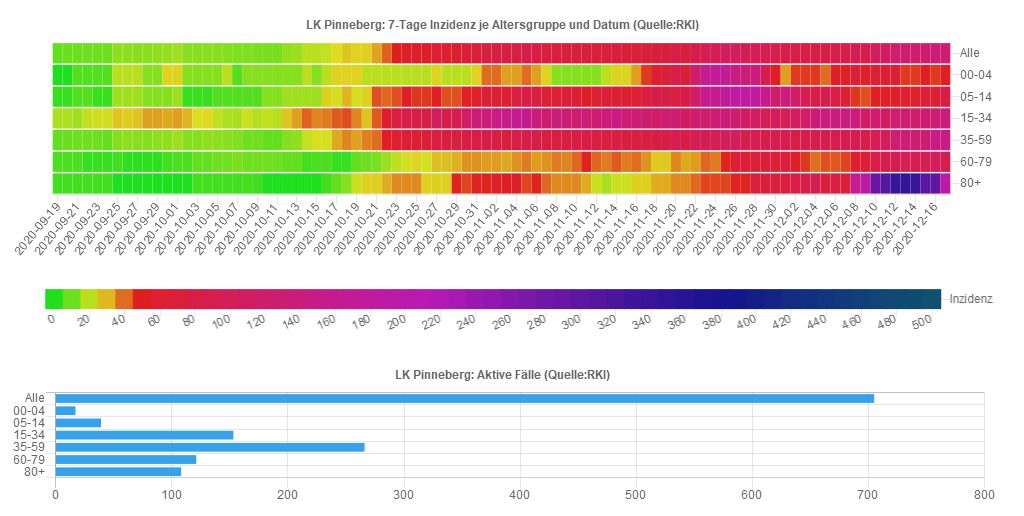 LK Pinneberg: 7-Tage Inzidenz je Altersgruppe und Datum (Quelle:RKI)
Alle
00-04
05-14
15-34
35-59
60-79
80+
2020-09-19 2020-09-21 2020-09-23 2020-09-25 2020-09-27 2020-09-29 2020-10-01 2020-10-03 2020-10-05 2020-10-07 2020-10-09 2020-10-11 2020-10-13 2020-10-15 2020-10-17 2020-10-19 2020-10-21 2020-10-23 2020-10-25 2020-10-27 2020-10-29 2020-10-31 2020-11-02 2020-11-04 2020-11-06 2020-11-08 2020-11-10 2020-11-12 2020-11-14 2020-11-16 2020-11-18 2020-11-20 2020-11-22 2020-11-24 2020-11-26 2020-11-28 2020-11-30 2020-12-02 2020-12-04 2020-12-06 2020-12-08 2020-12-10 2020-12-12 2020-12-14 2020-12-16
Inzidenz
0 20 40 60 80 100 120 140 160 180 200 220 240 260 280 300 320 340 360 380 400 420 440 460 480 500
LK Pinneberg: Aktive Fälle (Quelle:RKI)
Alle
00-04
05-14
15-34
35-59
60-79
80+
0 100 200 300 400 500 600 700 800